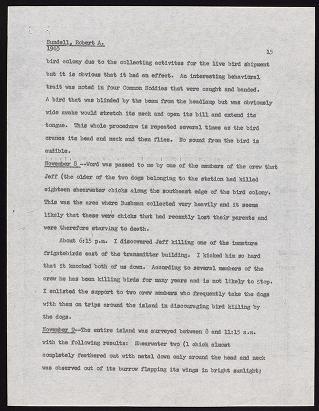 Sundell, Robert A.
1965
15
bird colony due to the collecting activites for the live bird shipment
but it is obvious that it had an effect. An interesting behavioral
trait was noted in four Common Noddies that were caught and banded.
A bird that was blinded by the beam from the headlamp but was obviously
wide awake would stretch its neck and open its bill and extend its
tongue. This whole procedure is repeated several times as the bird
cranes its head and neck and then flies. No sound from the bird is
audible.
November 8 --Word was passed to me by one of the members of the crew that
Jeff (the older of the two dogs belonging to the station had killed
eighteen shearwater chicks along the southeast edge of the bird colony.
This was the area where Bushman collected very heavily and it seems
likely that these were chicks that had recently lost their parents and
were therefore starving to death.
About 6:15 p.m. I discovered Jeff killing one of the immature
frigatebirds east of the transmitter building. I kicked him so hard
that it knocked both of us down. According to several members of the
crew he has been killing birds for many years and is not likely to stop.
I enlisted the support to two crew members who frequently take the dogs
with them on trips around the island in discouraging bird killing by
the dogs.
November 9--The entire island was surveyed between 8 and 11:15 a.m.
with the following results: Shearwater two (1 chick almost
completely feathered out with natal down only around the head and neck
was observed out of its burrow flapping its wings in bright sunlight;